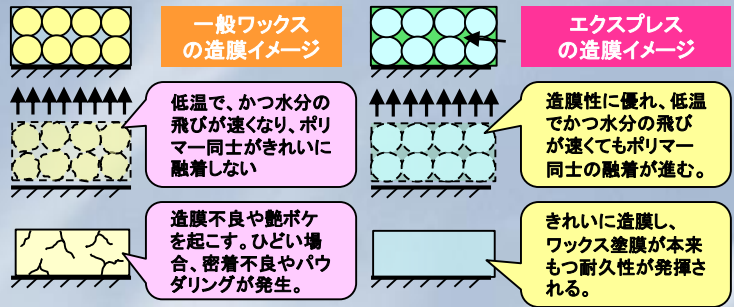 一般ワックス
の造膜イメージ
エクスプレス
の造膜イメージ
低温で、かつ水分の
飛びが速くなり、ポリ
マー同士がきれいに
融着しない
造膜性に優れ、低温
でかつ水分の飛び
が速くてもポリマー
同士の融着が進む。
造膜不良や艶ボケ
を起こす。ひどい場
合、密着不良やパウ
ダリングが発生。
きれいに造膜し、
ワックス塗膜が本来
もつ耐久性が発揮さ
れる。